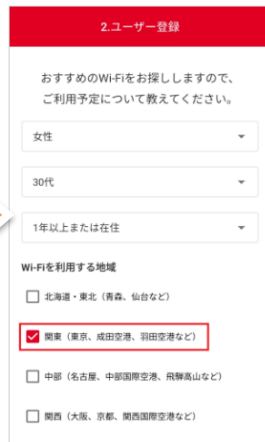 2.ユーザー登録
おすすめのWi-Fiをお探ししますので、
ご利用予定について教えてください。
女性
30代
1年以上または在住
Wi-Fiを利用する地域
北海道・東北（青森、仙台など）
関東（東京、成田空港、羽田空港など）
中部（名古屋、中部国際空港、飛騨高山など）
関西（大阪、京都、関西国際空港など）